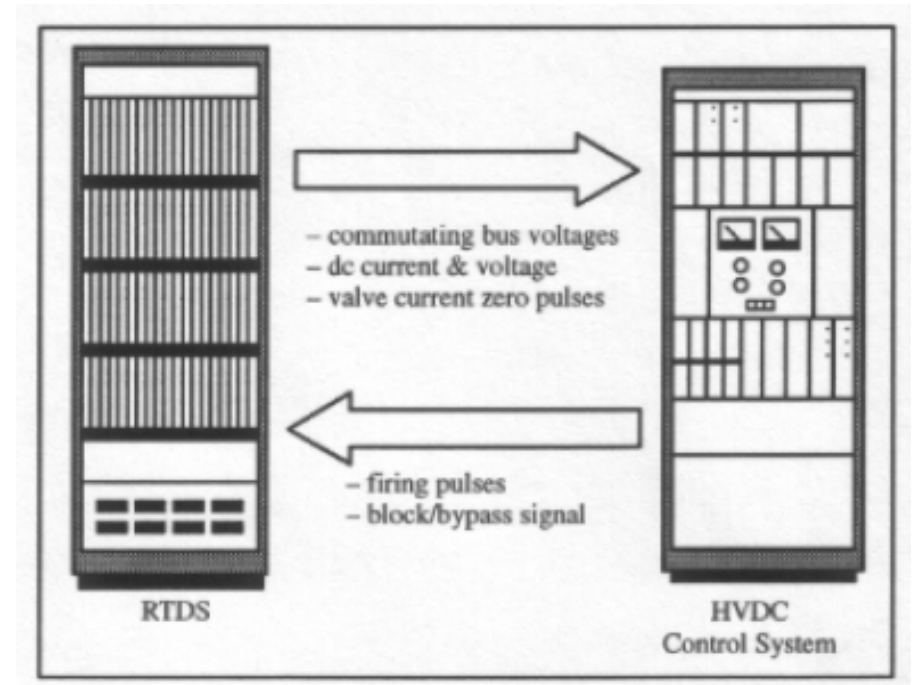 – commutating bus voltages
– dc current & voltage
– valve current zero pulses
– firing pulses
– block/bypass signal
RTDS
HVDC
Control System